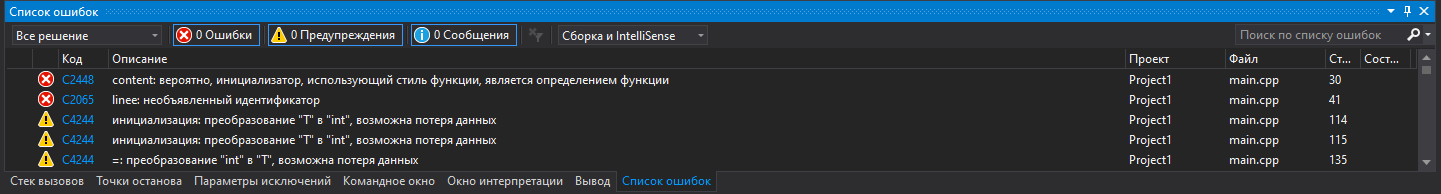 Список ошибок
Все решение 0 Ошибки 0 Предупреждения 0 Сообщения Сборка и IntelliSense Поиск по списку ошибок
Код Описание Проект Файл Ст... Сост...
C2448 content: вероятно, инициализатор, использующий стиль функции, является определением функции Project1 main.cpp 30
C2065 linee: необъявленный идентификатор Project1 main.cpp 41
C4244 инициализация: преобразование "T" в "int", возможна потеря данных Project1 main.cpp 114
C4244 инициализация: преобразование "T" в "int", возможна потеря данных Project1 main.cpp 115
C4244 =: преобразование "int" в "T", возможна потеря данных Project1 main.cpp 135
Стек вызовов Точки останова Параметры исключений Командное окно Окно интерпретации Вывод Список ошибок